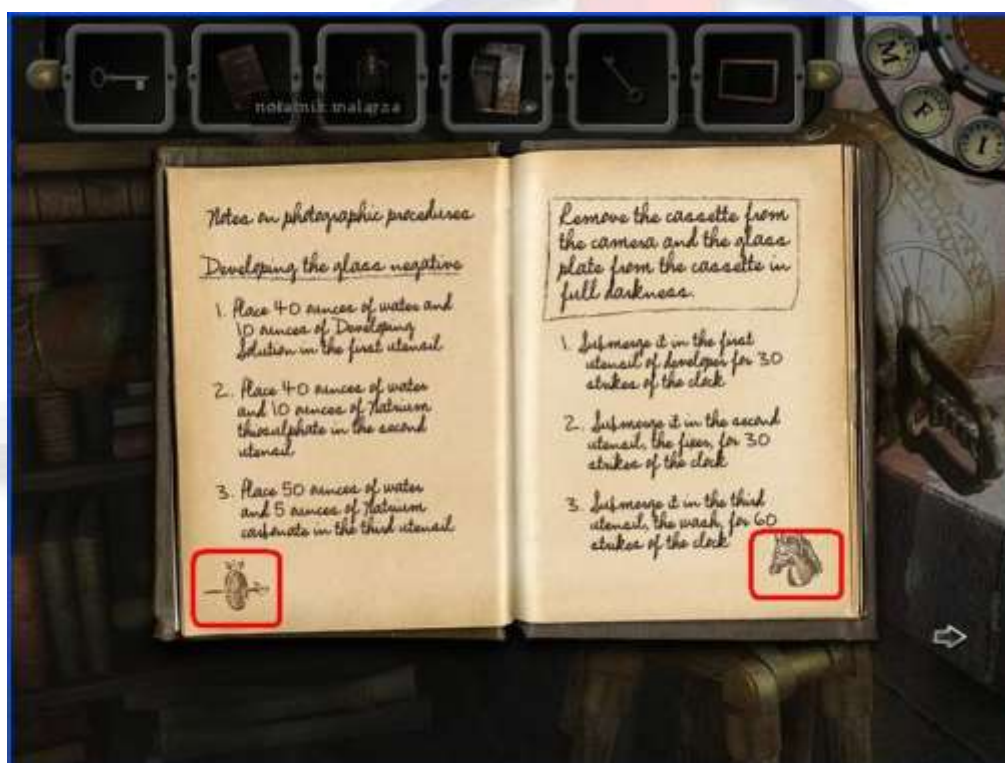 notatnik malarza
M
F
I
Notes on photographic procedures
Developing the glass negative
1. Place 40 ounces of water and
10 ounces of Developing
Solution in the first utensil
2. Place 40 ounces of water
and 10 ounces of Natrium
thiosulphate in the second
utensil
3. Place 50 ounces of water
and 5 ounces of Natrium
carbonate in the third utensil
Remove the cassette from
the camera and the glass
plate from the cassette in
full darkness.
1. Submerge it in the first
utensil of developer for 30
strikes of the clock
2. Submerge it in the second
utensil, the fixer, for 30
strikes of the clock
3. Submerge it in the third
utensil, the wash, for 60
strikes of the clock